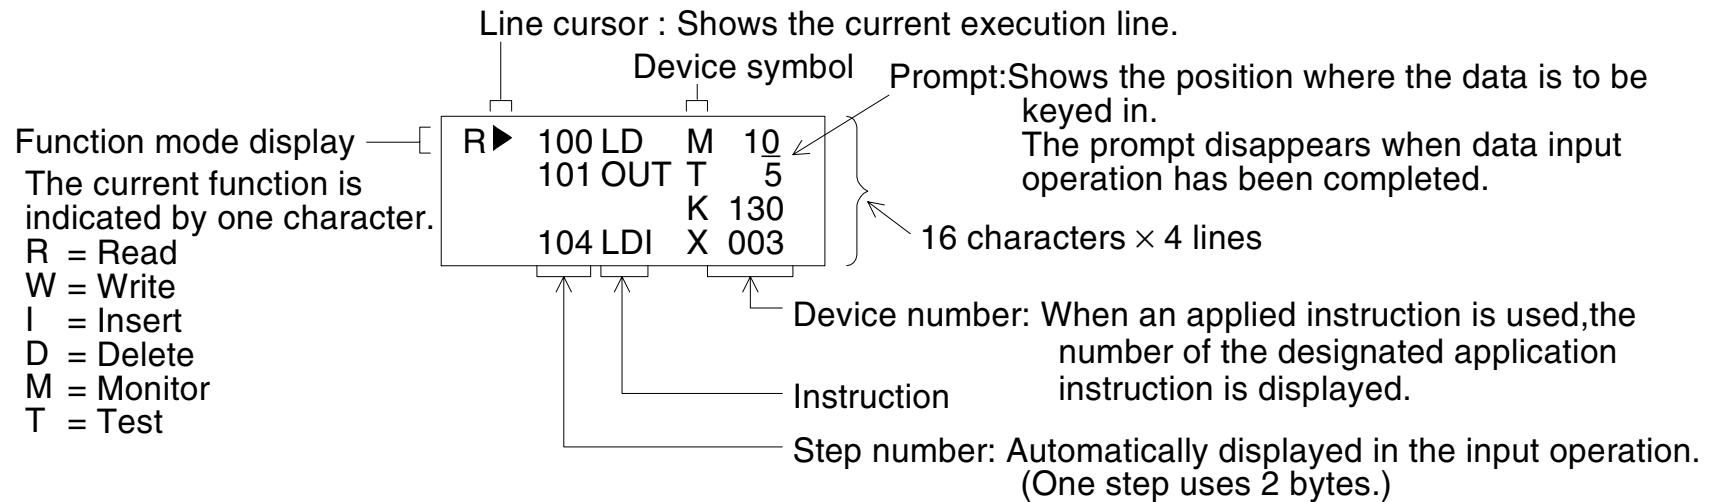 Line cursor : Shows the current execution line.
Device symbol
Prompt:Shows the position where the data is to be
keyed in.
The prompt disappears when data input
operation has been completed.
Function mode display
The current function is
indicated by one character.
R = Read
W = Write
I = Insert
D = Delete
M = Monitor
T = Test
R▶ 100 LD M 10
101 OUT T 5
K 130
104 LDI X 003
16 characters × 4 lines
Device number: When an applied instruction is used,the
number of the designated application
instruction is displayed.
Instruction
Step number: Automatically displayed in the input operation.
(One step uses 2 bytes.)